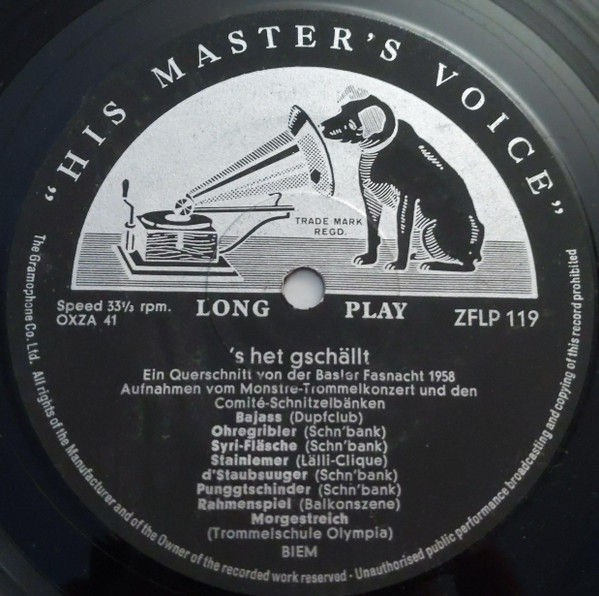 "HIS MASTER'S VOICE"
TRADE MARK
REGD.
Speed 33⅓ rpm.
OXZA 41
LONG PLAY
ZFLP 119
's het gschällt
Ein Querschnitt von der Basler Fasnacht 1958
Aufnahmen vom Monstre-Trommelkonzert und den
Comité-Schnitzelbänken
Bajass (Dupfclub)
Ohregribler (Schn'bank)
Syri-Fläsche (Schn'bank)
Stainlemer (Lälli-Clique)
d'Staubsuuger (Schn'bank)
Punggtschinder (Schn'bank)
Rahmenspiel (Balkonszene)
Morgestreich
(Trommelschule Olympia)
BIEM
The Gramophone Co. Ltd. All rights of the Manufacturer and of the Owner of the recorded work reserved - Unauthorised public performance broadcasting and copying of this record prohibited